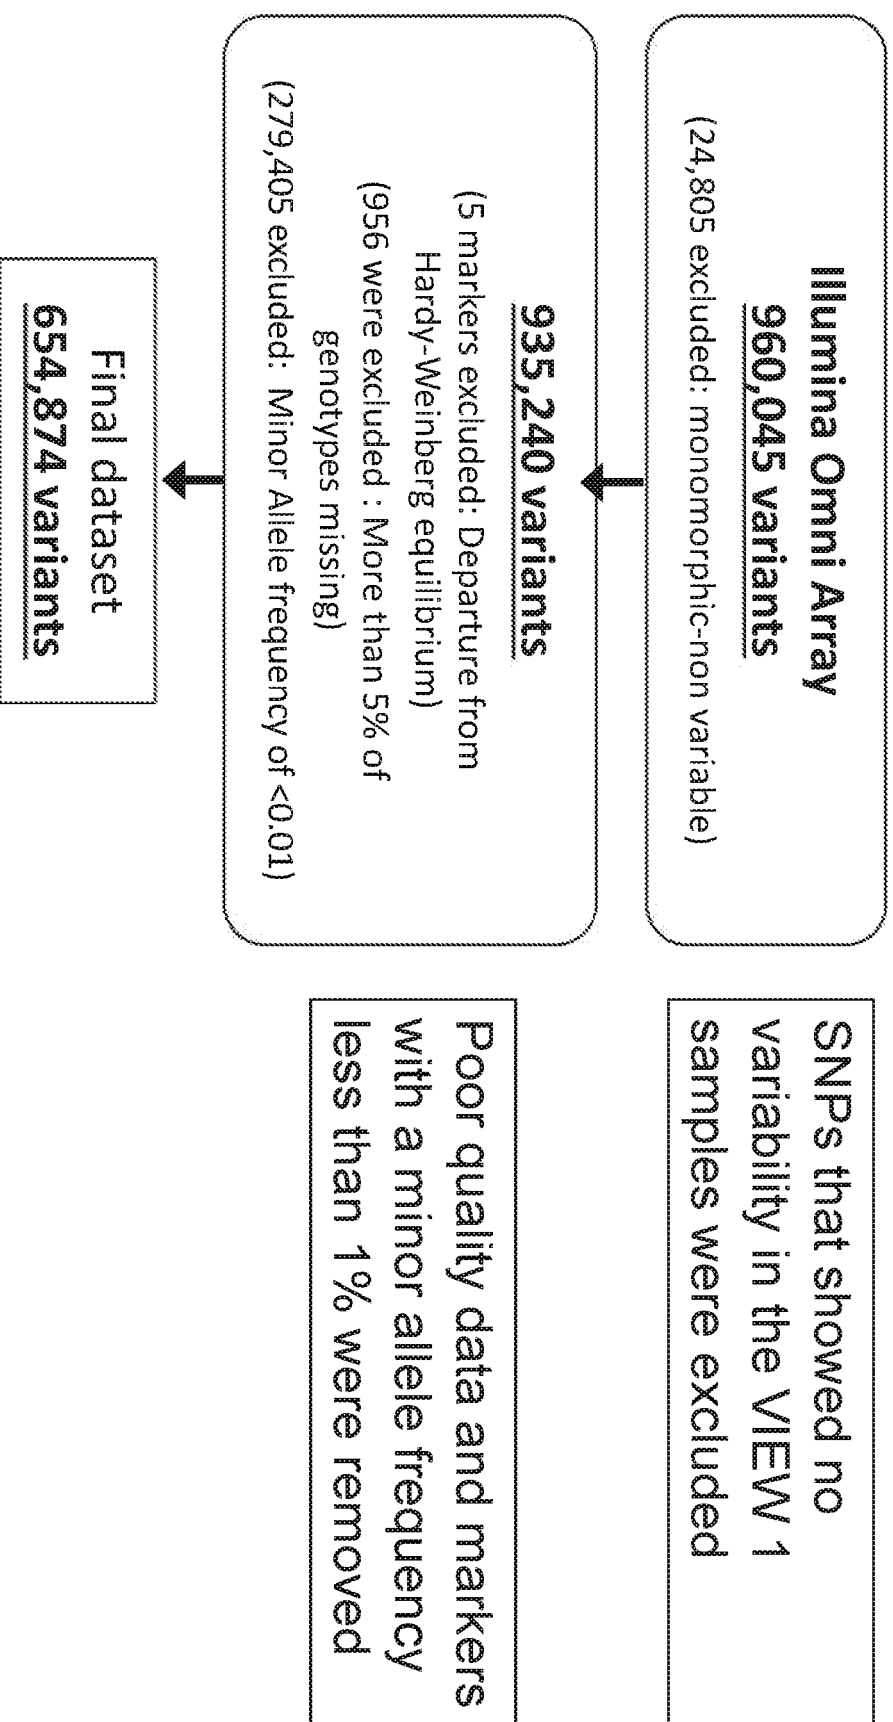 Illlumina Omni Array
960,045 variants
(24,805 excluded: monomorphic-non variable)
SNPs that showed no
variability in the VIEW 1
samples were excluded
935,240 variants
(5 markers excluded: Departure from
Hardy-Weinberg equilibrium)
(956 were excluded : More than 5% of
genotypes missing)
(279,405 excluded: Minor Allele frequency of <0.01)
Poor quality data and markers
with a minor allele frequency
less than 1% were removed
Final dataset
654,874 variants